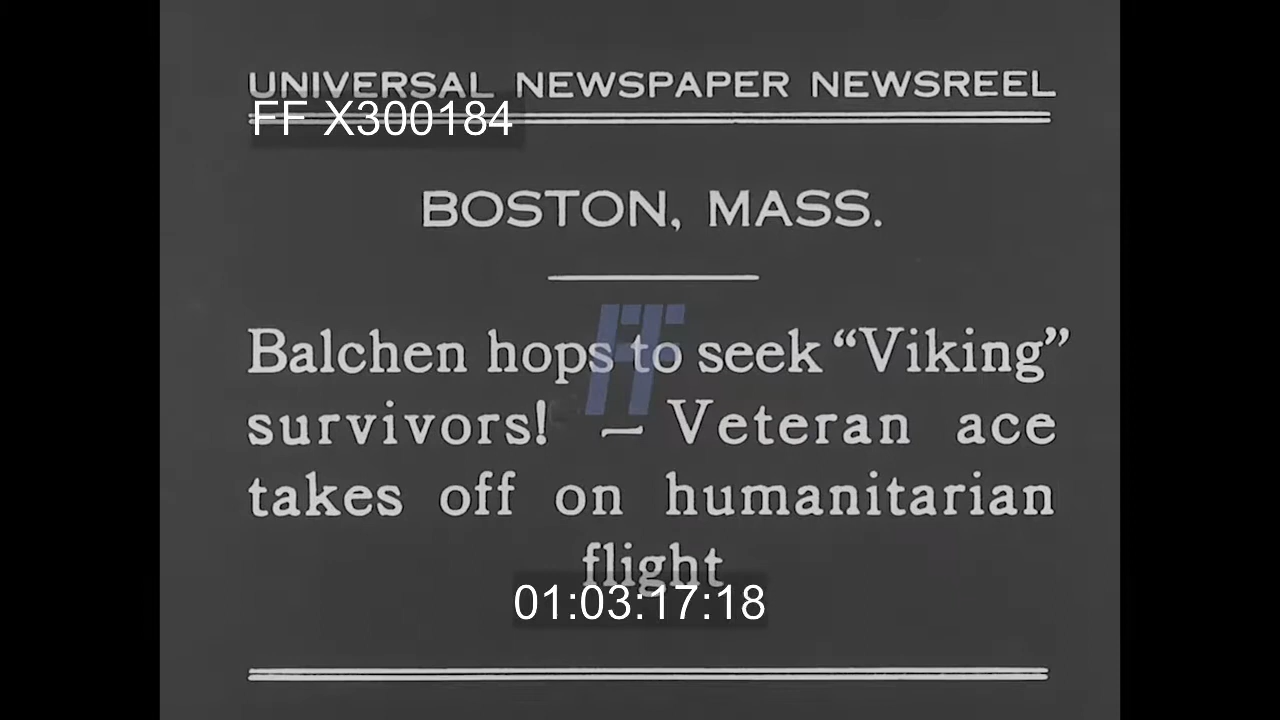 UNIVERSAL NEWSPAPER NEWSREEL
FF X300184
BOSTON, MASS.
FF
Balchen hops to seek “Viking”
survivors! — Veteran ace
takes off on humanitarian
flight
01:03:17:18